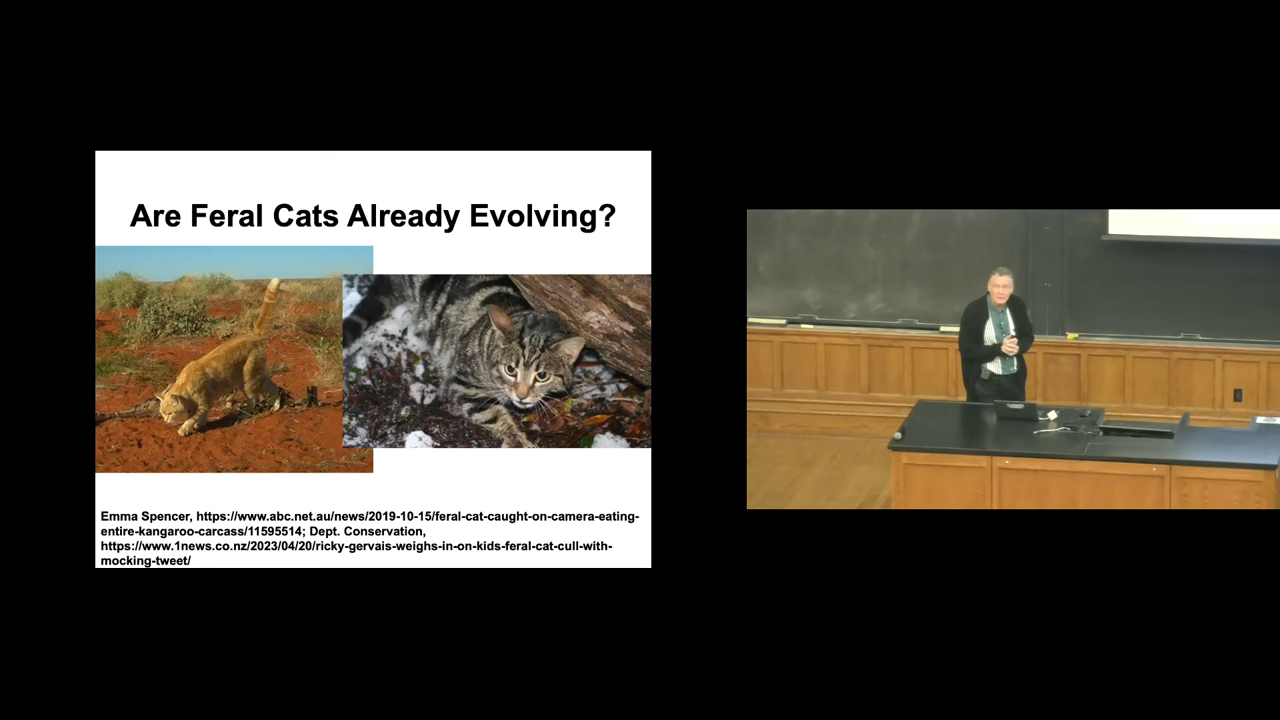 Are Feral Cats Already Evolving?
Emma Spencer, https://www.abc.net.au/news/2019-10-15/feral-cat-caught-on-camera-eating-
entire-kangaroo-carcass/11595514; Dept. Conservation,
https://www.1news.co.nz/2023/04/20/ricky-gervais-weighs-in-on-kids-feral-cat-cull-with-
mocking-tweet/